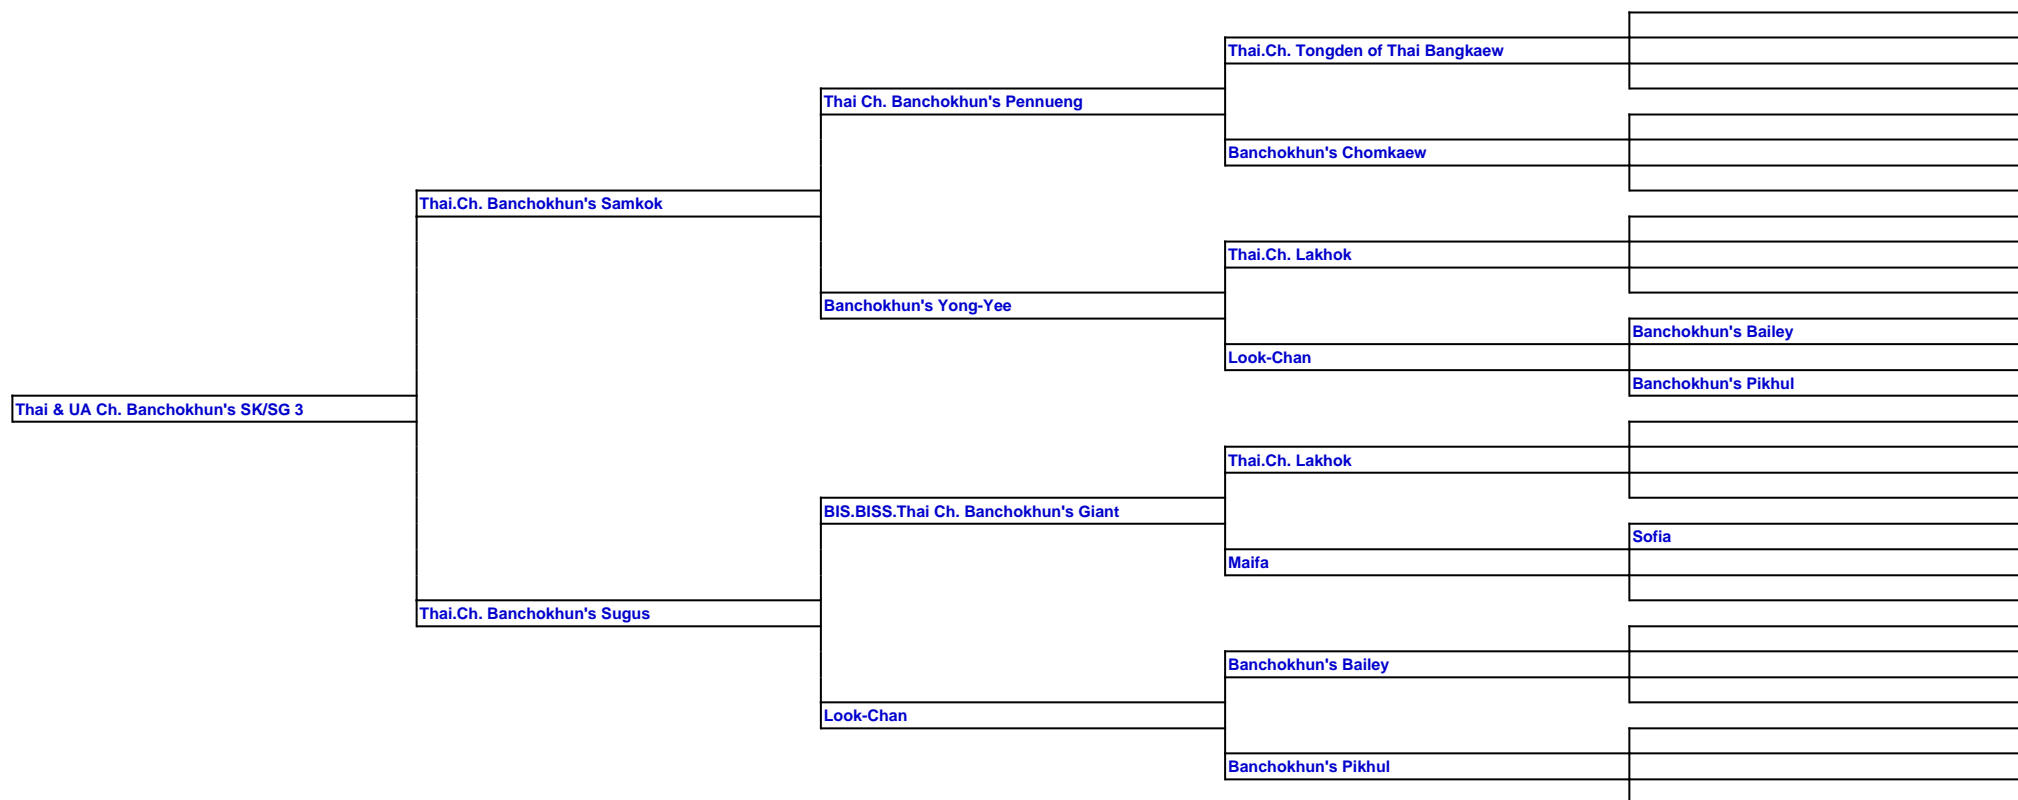 Thai.Ch. Tongden of Thai Bangkaew
Thai Ch. Banchokhun's Pennueng
Banchokhun's Chomkaew
Thai.Ch. Banchokhun's Samkok
Thai.Ch. Lakhok
Banchokhun's Yong-Yee
Banchokhun's Bailey
Look-Chan
Banchokhun's Pikhul
Thai & UA Ch. Banchokhun's SK/SG 3
Thai.Ch. Lakhok
BIS.BISS.Thai Ch. Banchokhun's Giant
Sofia
Maifa
Thai.Ch. Banchokhun's Sugus
Banchokhun's Bailey
Look-Chan
Banchokhun's Pikhul